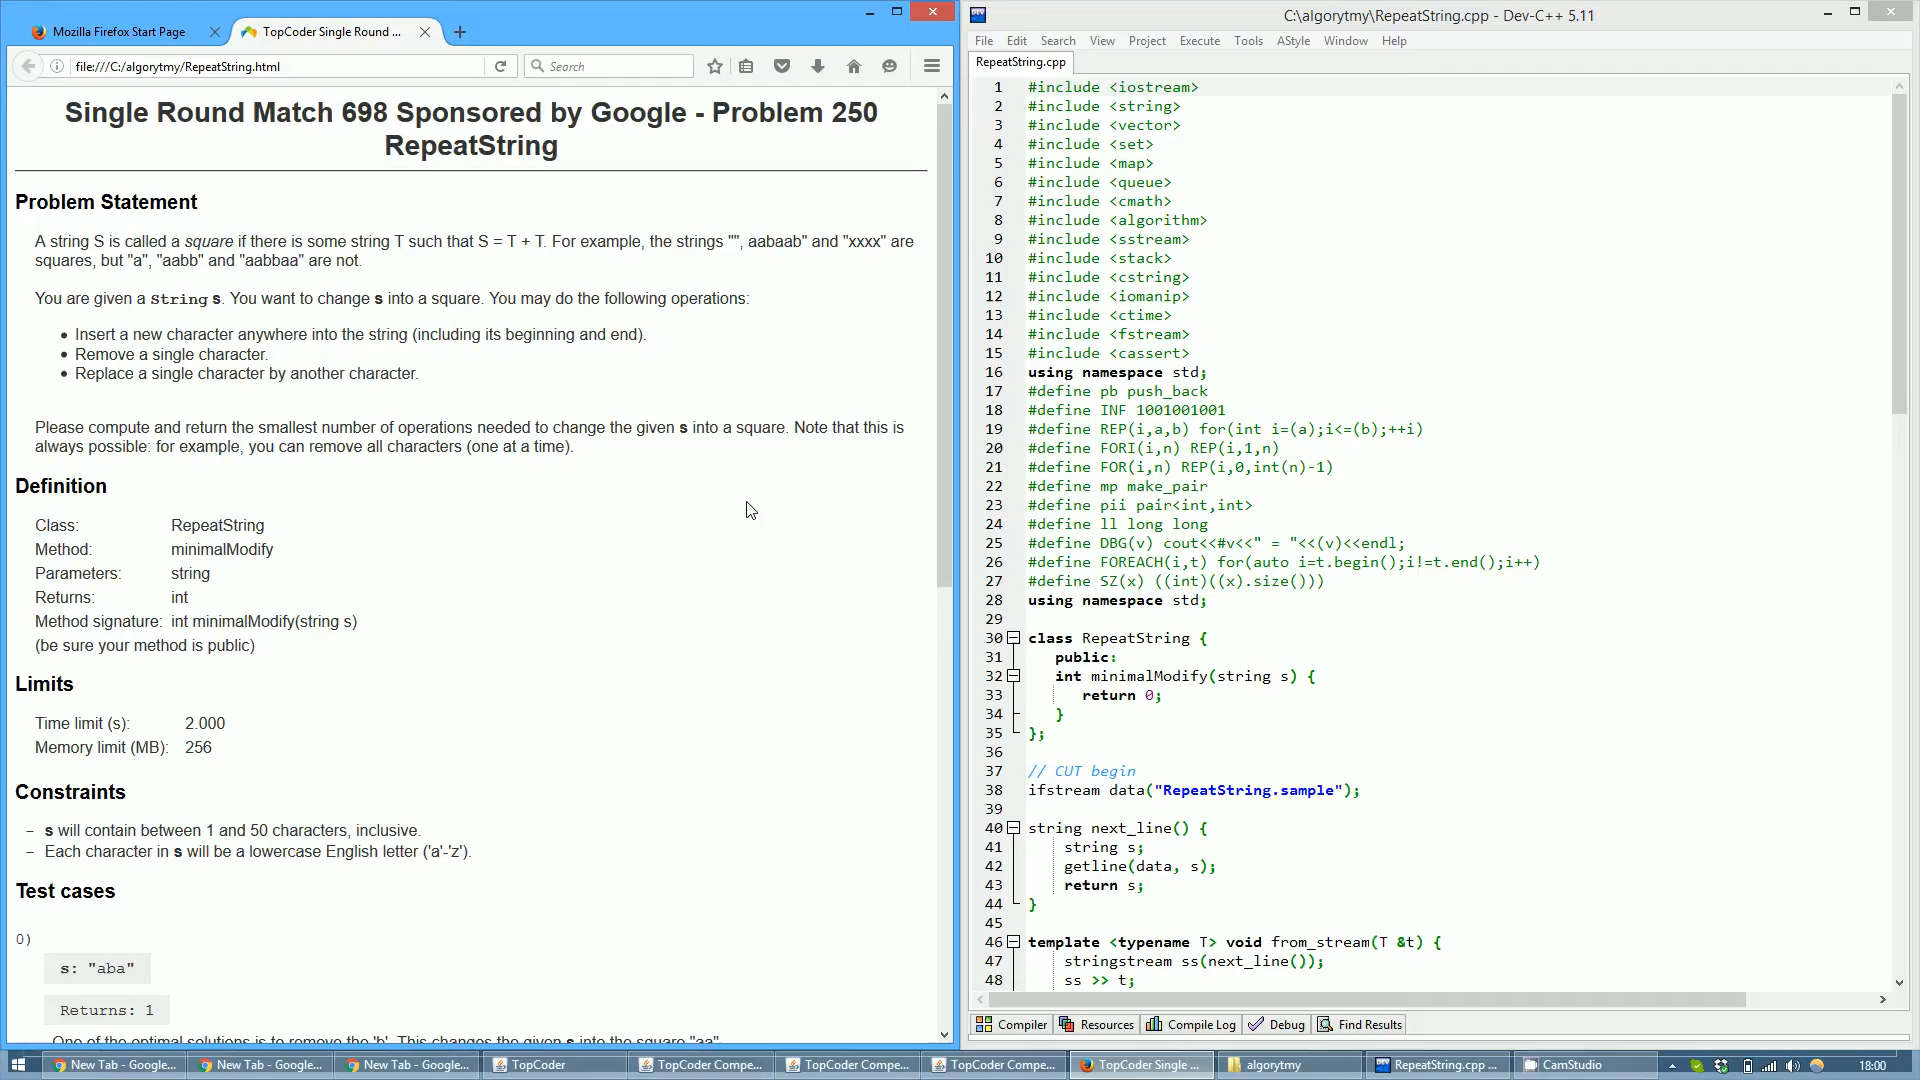 Mozilla Firefox Start Page
TopCoder Single Round ...
file:///C:/algorytmy/RepeatString.html
Search
Single Round Match 698 Sponsored by Google - Problem 250
RepeatString
Problem Statement
A string S is called a square if there is some string T such that S = T + T. For example, the strings "", aabaab" and "xxxx" are
squares, but "a", "aabb" and "aabbaa" are not.
You are given a String s. You want to change s into a square. You may do the following operations:
• Insert a new character anywhere into the string (including its beginning and end).
• Remove a single character.
• Replace a single character by another character.
Please compute and return the smallest number of operations needed to change the given s into a square. Note that this is
always possible: for example, you can remove all characters (one at a time).
Definition
Class: RepeatString
Method: minimalModify
Parameters: string
Returns: int
Method signature: int minimalModify(string s)
(be sure your method is public)
Limits
Time limit (s): 2.000
Memory limit (MB): 256
Constraints
– s will contain between 1 and 50 characters, inclusive.
– Each character in s will be a lowercase English letter ('a'-'z').
Test cases
0)
s: "aba"
Returns: 1
One of the optimal solutions is to remove the 'b'. This changes the given s into the square "aa".
DEV
C:\algorytmy\RepeatString.cpp - Dev-C++ 5.11
File Edit Search View Project Execute Tools AStyle Window Help
RepeatString.cpp
1 #include <iostream>
2 #include <string>
3 #include <vector>
4 #include <set>
5 #include <map>
6 #include <queue>
7 #include <cmath>
8 #include <algorithm>
9 #include <sstream>
10 #include <stack>
11 #include <cstring>
12 #include <iomanip>
13 #include <ctime>
14 #include <fstream>
15 #include <cassert>
16 using namespace std;
17 #define pb push_back
18 #define INF 1001001001
19 #define REP(i,a,b) for(int i=(a);i<=(b);++i)
20 #define FORI(i,n) REP(i,1,n)
21 #define FOR(i,n) REP(i,0,int(n)-1)
22 #define mp make_pair
23 #define pii pair<int,int>
24 #define ll long long
25 #define DBG(v) cout<<#v<<" = "<<(v)<<endl;
26 #define FOREACH(i,t) for(auto i=t.begin();i!=t.end();i++)
27 #define SZ(x) ((int)((x).size()))
28 using namespace std;
29
30 class RepeatString {
31 public:
32 int minimalModify(string s) {
33 return 0;
34 }
35 };
36
37 // CUT begin
38 ifstream data("RepeatString.sample");
39
40 string next_line() {
41 string s;
42 getline(data, s);
43 return s;
44 }
45
46 template <typename T> void from_stream(T &t) {
47 stringstream ss(next_line());
48 ss >> t;
Compiler Resources Compile Log Debug Find Results
New Tab - Google... New Tab - Google... New Tab - Google... TopCoder TopCoder Compe... TopCoder Compe... TopCoder Compe... TopCoder Single ... algorytmy RepeatString.cpp ... CamStudio 18:00